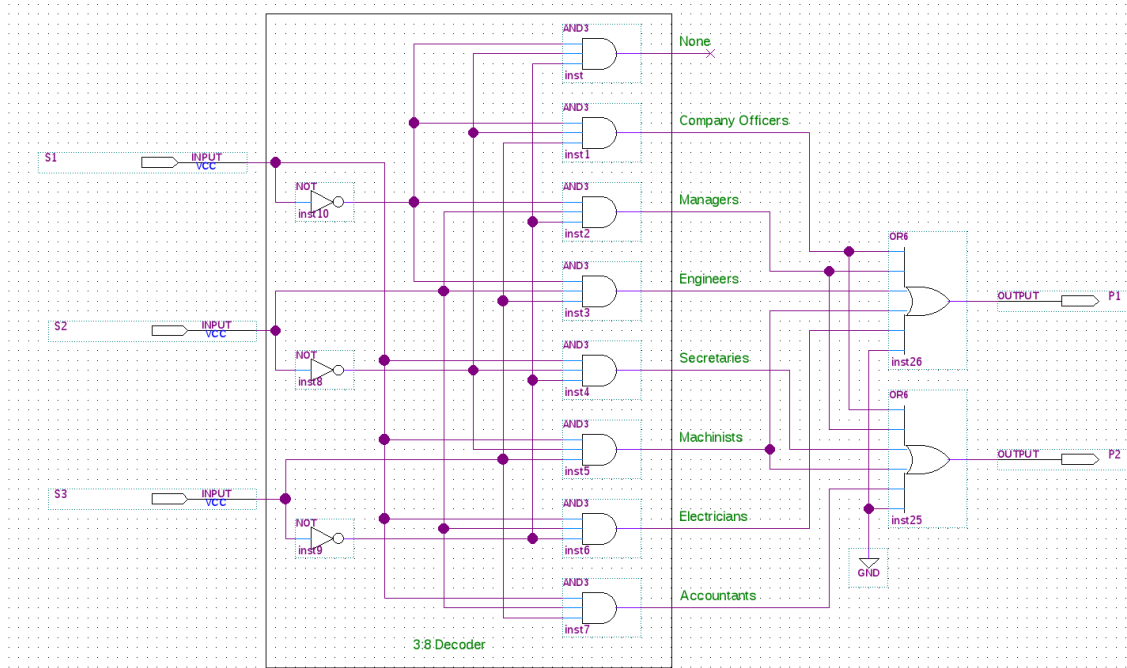 AND3
None
inst
AND3
Company Officers
inst1
S1
INPUT
VCC
NOT
inst10
AND3
Managers
inst2
OR6
AND3
Engineers
inst3
OUTPUT
P1
S2
INPUT
VCC
NOT
inst8
AND3
Secretaries
inst4
inst26
OR6
AND3
Machinists
inst5
OUTPUT
P2
S3
INPUT
VCC
NOT
inst9
AND3
Electricians
inst6
inst25
GND
AND3
Accountants
inst7
3:8 Decoder